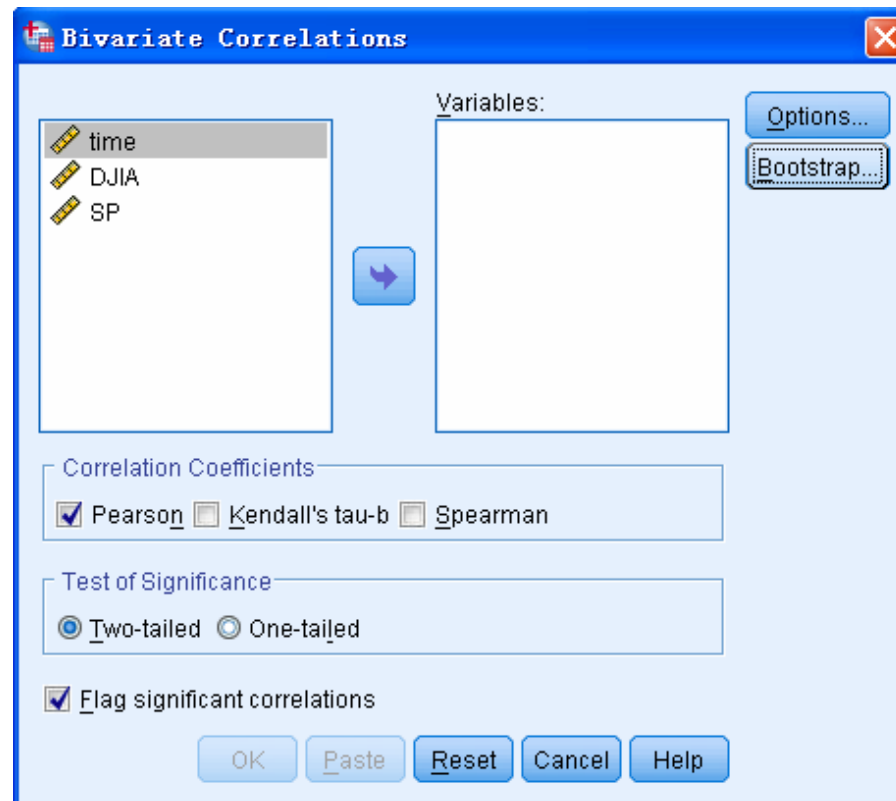 Bivariate Correlations
Variables:
time
DJIA
SP
Options...
Bootstrap...
Correlation Coefficients
Pearson Kendall's tau-b Spearman
Test of Significance
Two-tailed One-tailed
Flag significant correlations
OK Paste Reset Cancel Help